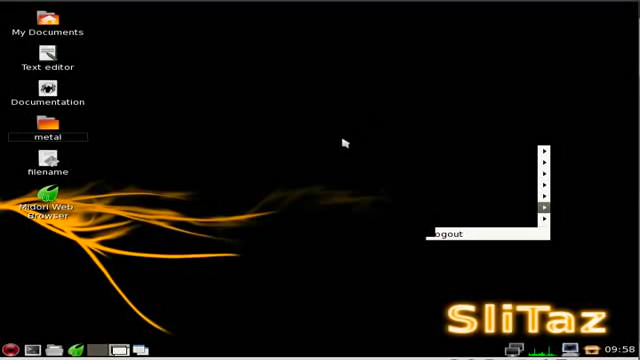 My Documents
Text editor
Documentation
metal
filename
Midori Web
Browser
ogout
SliTaz
09:58